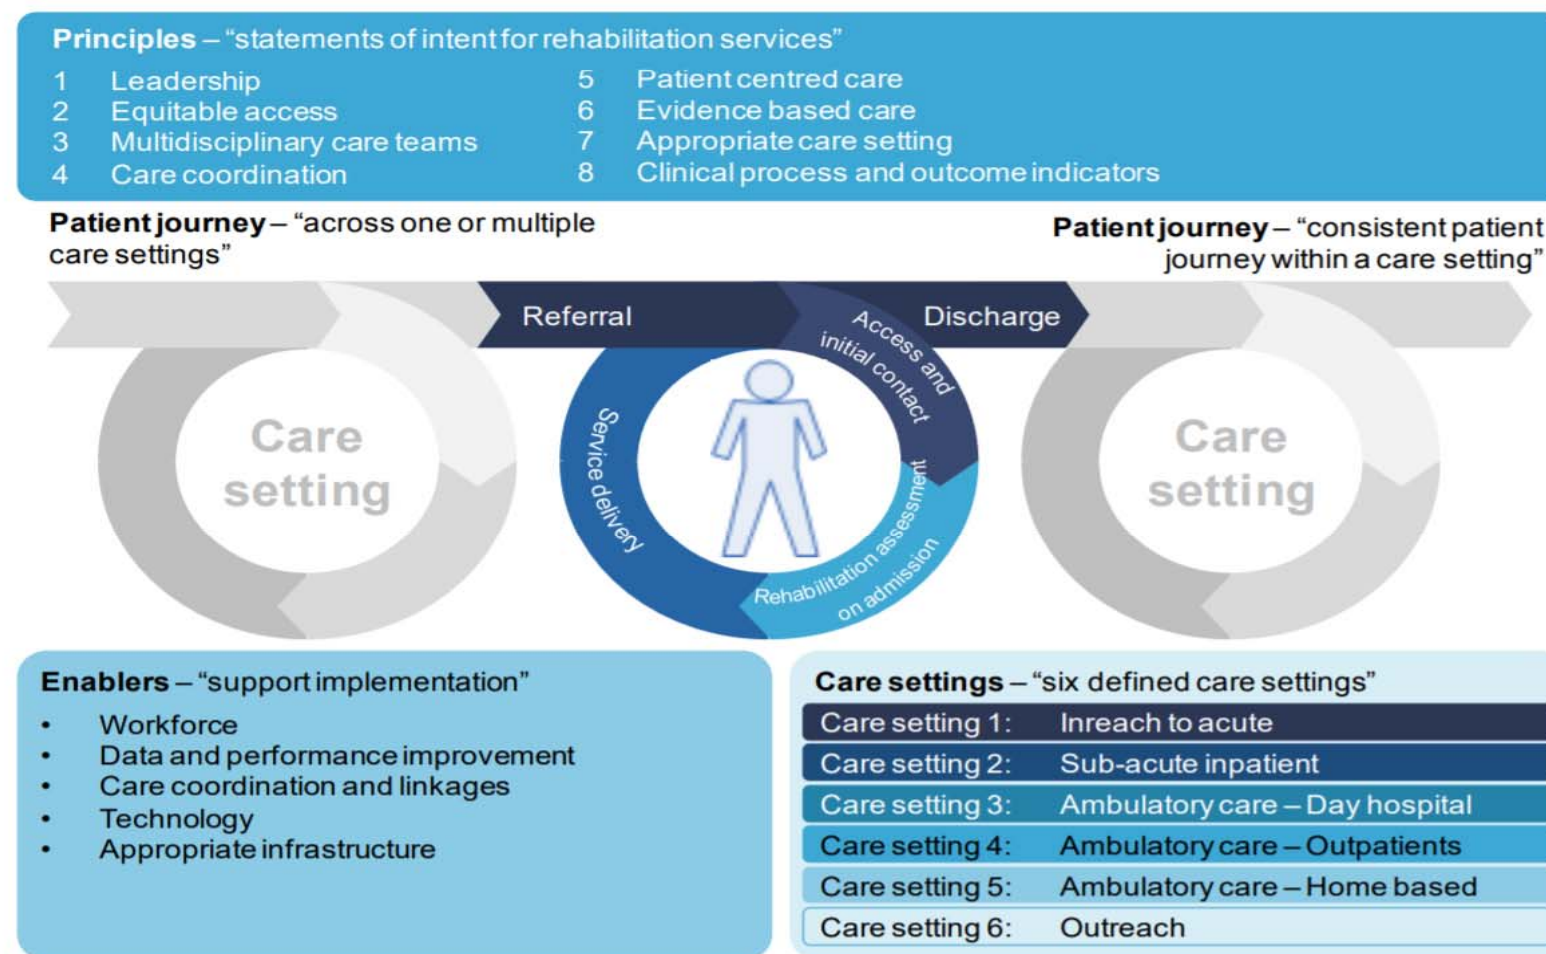 Principles – “statements of intent for rehabilitation services”
1 Leadership
2 Equitable access
3 Multidisciplinary care teams
4 Care coordination
5 Patient centred care
6 Evidence based care
7 Appropriate care setting
8 Clinical process and outcome indicators
Patient journey – “across one or multiple
care settings”
Patient journey – “consistent patient
journey within a care setting”
Referral
Discharge
Access and
initial contact
Rehabilitation assessment
on admission
Service delivery
Care
setting
Care
setting
Enablers – “support implementation”
• Workforce
• Data and performance improvement
• Care coordination and linkages
• Technology
• Appropriate infrastructure
Care settings – “six defined care settings”
Care setting 1: Inreach to acute
Care setting 2: Sub-acute inpatient
Care setting 3: Ambulatory care – Day hospital
Care setting 4: Ambulatory care – Outpatients
Care setting 5: Ambulatory care – Home based
Care setting 6: Outreach